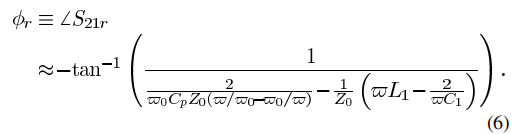 ϕᵣ ≡ ∠S₂₁ᵣ
≈ −tan⁻¹ ( 1 / ( 2 / (ϖ₀CₚZ₀(ϖ/ϖ₀−ϖ₀/ϖ)) − 1/Z₀ (ϖL₁ − 2/(ϖC₁)) ) ) .
(6)